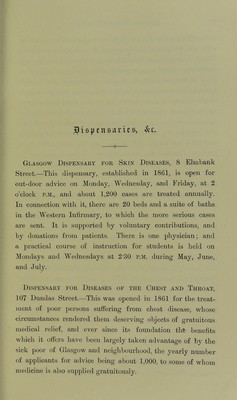 Dispensaries, &c.
GLASGOW DISPENSARY FOR SKIN DISEASES, 8 Elmbank
Street.—This dispensary, established in 1861, is open for
out-door advice on Monday, Wednesday, and Friday, at 2
o'clock P.M., and about 1,200 cases are treated annually.
In connection with it, there are 20 beds and a suite of baths
in the Western Infirmary, to which the more serious cases
are sent. It is supported by voluntary contributions, and
by donations from patients. There is one physician; and
a practical course of instruction for students is held on
Mondays and Wednesdays at 2·30 P.M. during May, June,
and July.
DISPENSARY FOR DISEASES OF THE CHEST AND THROAT,
107 Dundas Street.—This was opened in 1861 for the treat-
ment of poor persons suffering from chest disease, whose
circumstances rendered them deserving objects of gratuitous
medical relief, and ever since its foundation the benefits
which it offers have been largely taken advantage of by the
sick poor of Glasgow and neighbourhood, the yearly number
of applicants for advice being about 1,000, to some of whom
medicine is also supplied gratuitously.